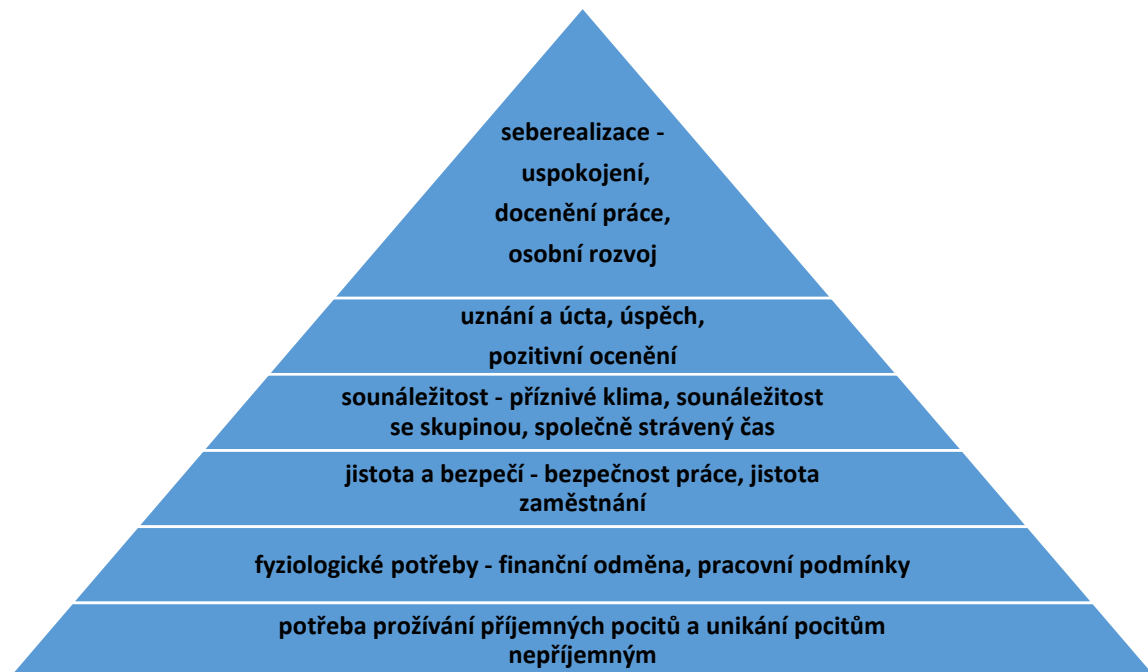 seberealizace -
uspokojení,
docenění práce,
osobní rozvoj
uznání a úcta, úspěch,
pozitivní ocenění
sounáležitost - příznivé klima, sounáležitost
se skupinou, společně strávený čas
jistota a bezpečí - bezpečnost práce, jistota
zaměstnání
fyziologické potřeby - finanční odměna, pracovní podmínky
potřeba prožívání příjemných pocitů a unikání pocitům
nepříjemným